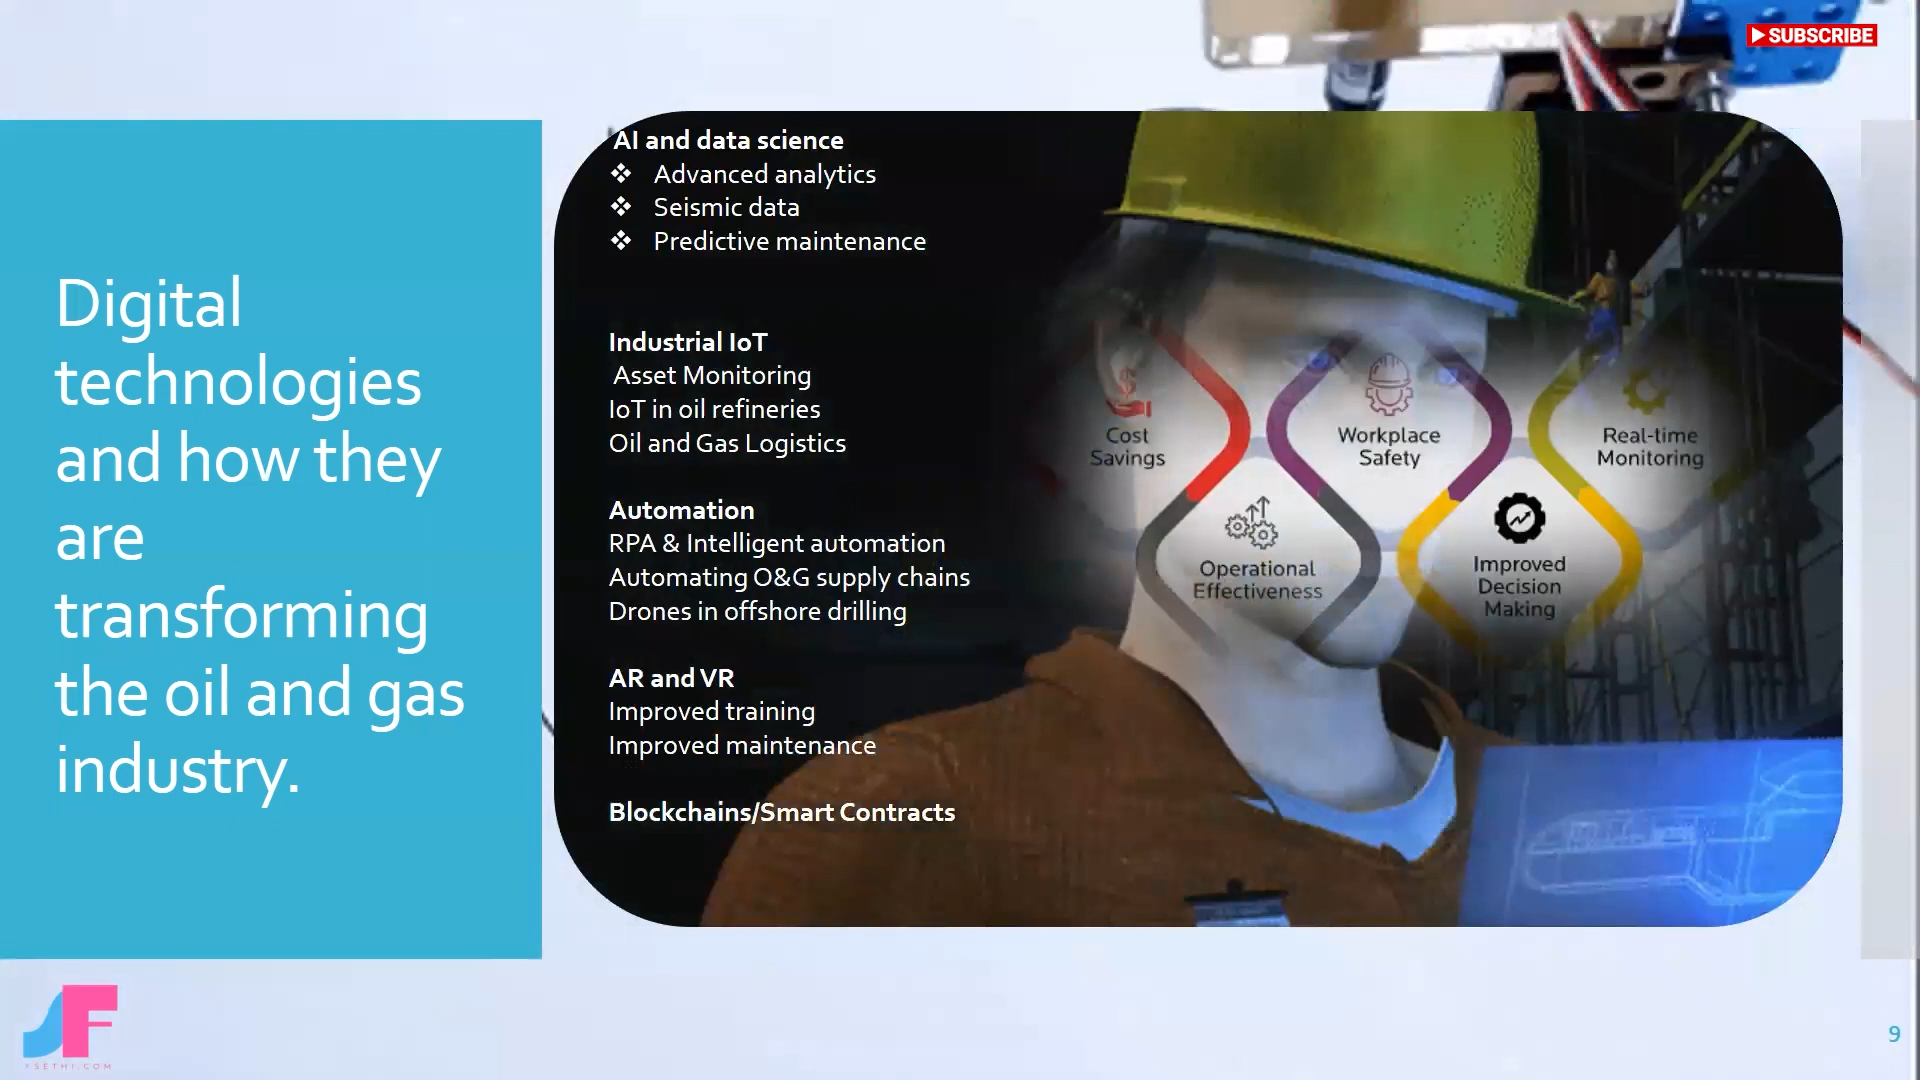 SUBSCRIBE
Digital
technologies
and how they
are
transforming
the oil and gas
industry.
AI and data science
❖ Advanced analytics
❖ Seismic data
❖ Predictive maintenance
Industrial IoT
Asset Monitoring
IoT in oil refineries
Oil and Gas Logistics
Automation
RPA & Intelligent automation
Automating O&G supply chains
Drones in offshore drilling
AR and VR
Improved training
Improved maintenance
Blockchains/Smart Contracts
Cost
Savings
Workplace
Safety
Real-time
Monitoring
Operational
Effectiveness
Improved
Decision
Making
SF
9